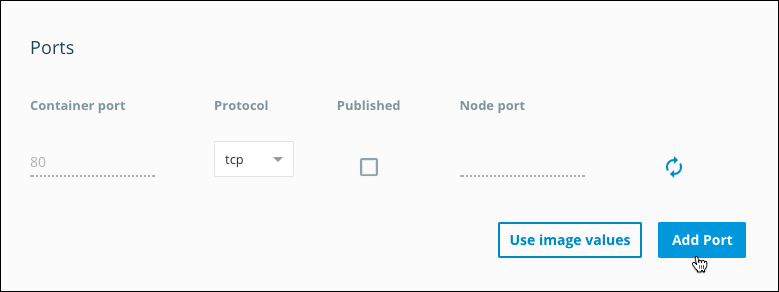 Ports
Container port Protocol Published Node port
80 tcp
Use image values Add Port